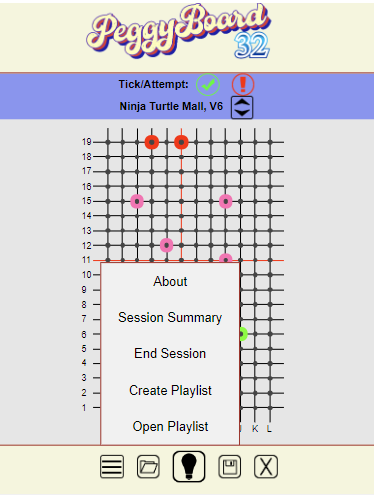 PeggyBoard
32
Tick/Attempt:
Ninja Turtle Mall, V6
19
18
17
16
15
14
13
12
11
10
9
8
7
6
5
4
3
2
1
About
Session Summary
End Session
Create Playlist
Open Playlist
K L
X